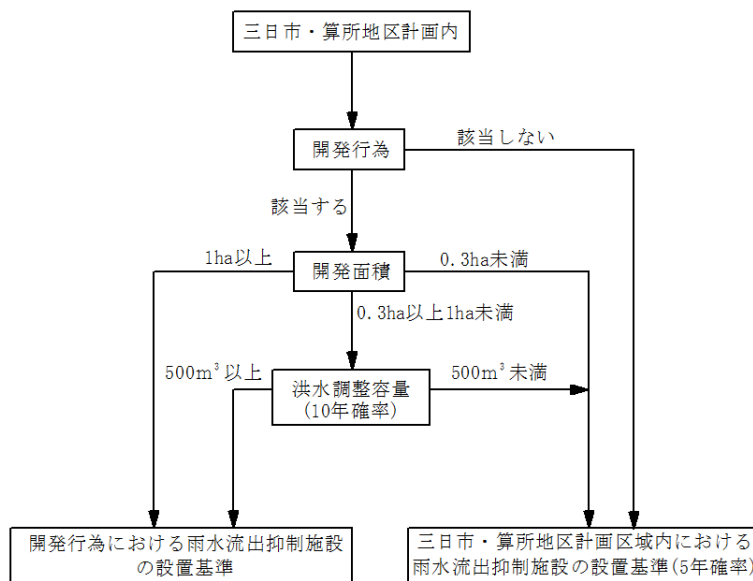 三日市・算所地区計画内
開発行為
該当しない
該当する
1ha以上
開発面積
0.3ha未満
0.3ha以上1ha未満
500m³以上
洪水調整容量
(10年確率)
500m³未満
開発行為における雨水流出抑制施設
の設置基準
三日市・算所地区計画区域内における
雨水流出抑制施設の設置基準(5年確率)